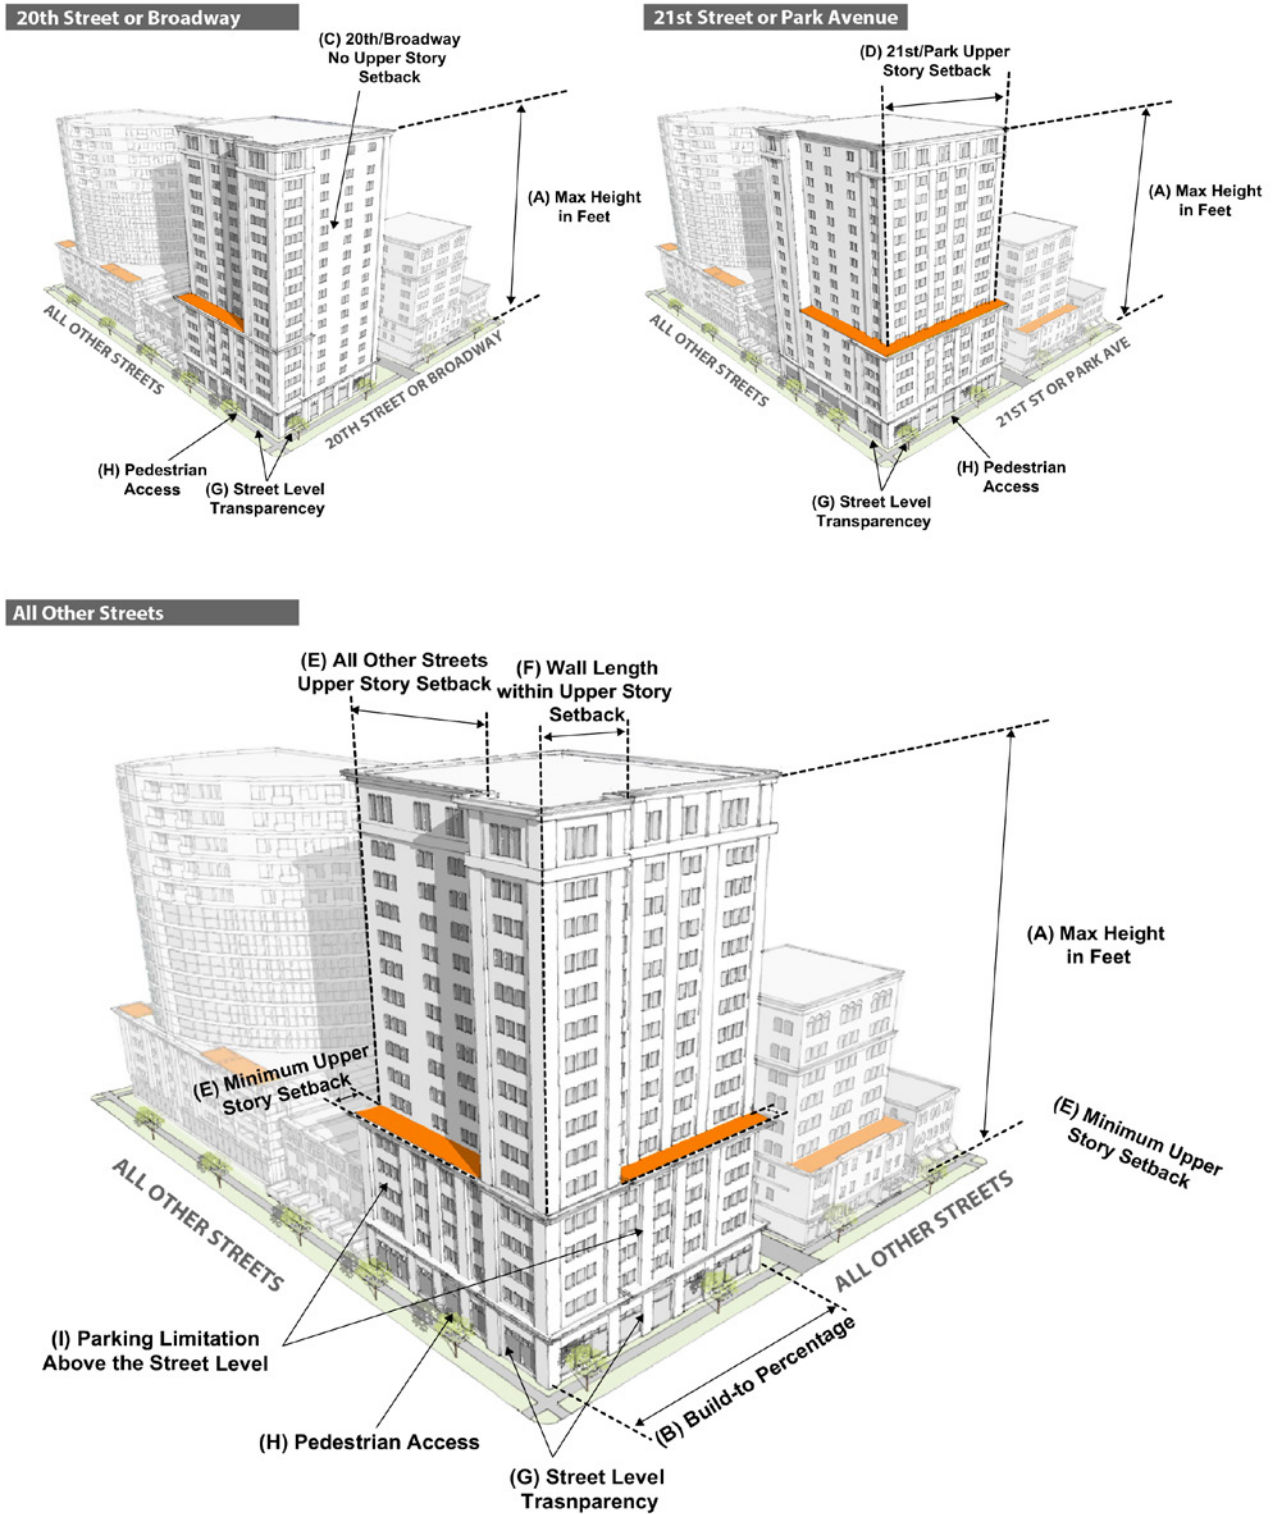 20th Street or Broadway
(C) 20th/Broadway
No Upper Story
Setback
(A) Max Height
in Feet
ALL OTHER STREETS
20TH STREET OR BROADWAY
(H) Pedestrian
Access
(G) Street Level
Transparencey
21st Street or Park Avenue
(D) 21st/Park Upper
Story Setback
(A) Max Height
in Feet
ALL OTHER STREETS
21ST ST OR PARK AVE
(H) Pedestrian
Access
(G) Street Level
Transparencey
All Other Streets
(E) All Other Streets
Upper Story Setback
(F) Wall Length
within Upper Story
Setback
(A) Max Height
in Feet
(E) Minimum Upper
Story Setback
(E) Minimum Upper
Story Setback
ALL OTHER STREETS
ALL OTHER STREETS
(I) Parking Limitation
Above the Street Level
(B) Build-to Percentage
(H) Pedestrian Access
(G) Street Level
Trasnparency